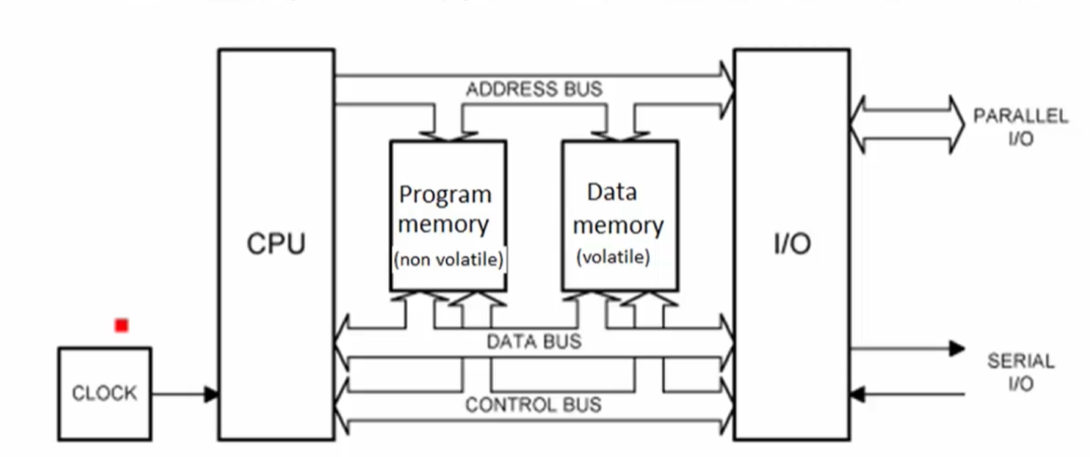 ADDRESS BUS
PARALLEL
I/O
Program
memory
(non volatile)
Data
memory
(volatile)
CPU
I/O
DATA BUS
CLOCK
CONTROL BUS
SERIAL
I/O